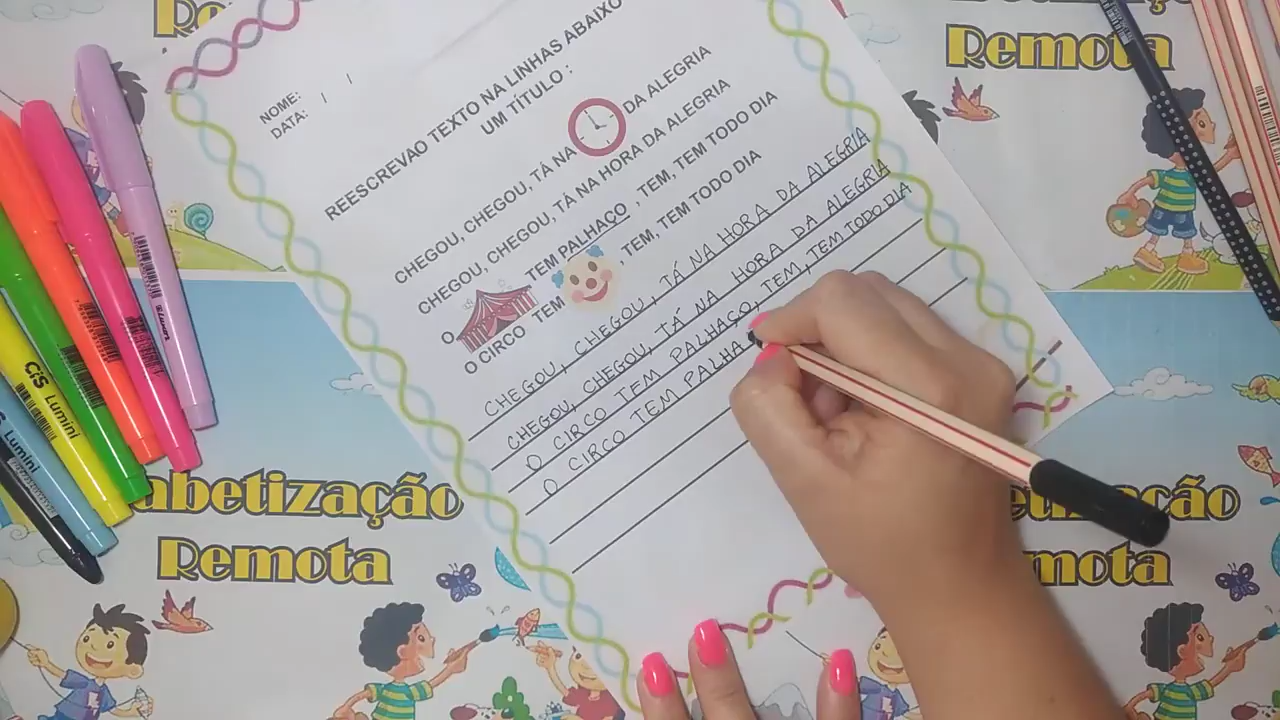 Remota
NOME:
DATA: / /
REESCREVAO TEXTO NA LINHAS ABAIXO
UM TÍTULO :
CHEGOU, CHEGOU, TÁ NA DA ALEGRIA
CHEGOU, CHEGOU, TÁ NA HORA DA ALEGRIA
O TEM PALHAÇO , TEM, TEM TODO DIA
O CIRCO TEM , TEM, TEM TODO DIA
CHEGOU, CHEGOU, TÁ NA HORA DA ALEGRIA
CHEGOU, CHEGOU, TÁ NA HORA DA ALEGRIA
O CIRCO TEM PALHAÇO, TEM, TEM TODO DIA
O CIRCO TEM PALHA
CiS Lumini
Lumini
abetização
Remota